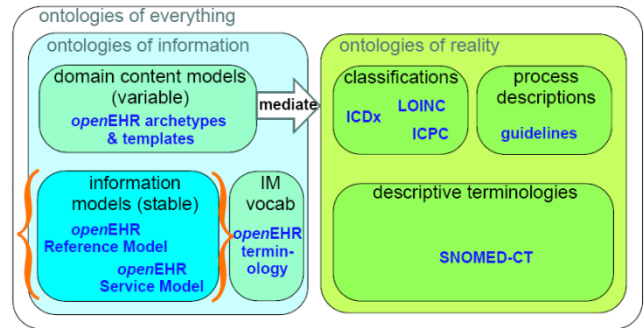 ontologies of everything
ontologies of information
domain content models
(variable)
openEHR archetypes
& templates
mediate
information
models (stable)
openEHR
Reference Model
openEHR
Service Model
IM
vocab
openEHR
termin-
ology
ontologies of reality
classifications
ICDx
LOINC
ICPC
process
descriptions
guidelines
descriptive terminologies
SNOMED-CT